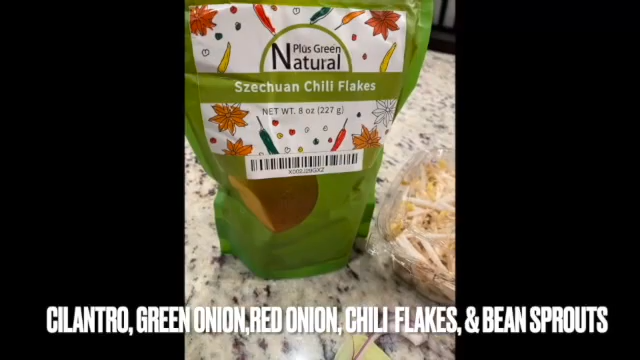 Plüs Green
Natural
Szechuan Chili Flakes
NET WT. 8 oz (227 g)
CILANTRO, GREEN ONION,RED ONION, CHILI FLAKES, & BEAN SPROUTS